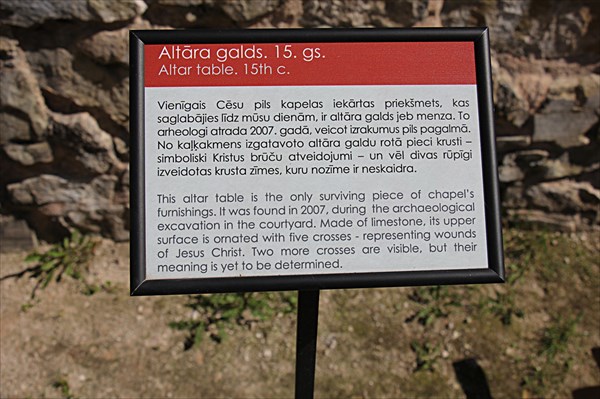 Altāra galds. 15. gs.
Altar table. 15th c.
Vienīgais Cēsu pils kapelas iekārtas priekšmets, kas
saglabājies līdz mūsu dienām, ir altāra galds jeb menza. To
arheologi atrada 2007. gadā, veicot izrakumus pils pagalmā.
No kaļķakmens izgatavoto altāra galdu rotā pieci krusti –
simboliski Kristus brūču atveidojumi – un vēl divas rūpīgi
izveidotas krusta zīmes, kuru nozīme ir neskaidra.
This altar table is the only surviving piece of chapel's
furnishings. It was found in 2007, during the archaeological
excavation in the courtyard. Made of limestone, its upper
surface is ornated with five crosses - representing wounds
of Jesus Christ. Two more crosses are visible, but their
meaning is yet to be determined.